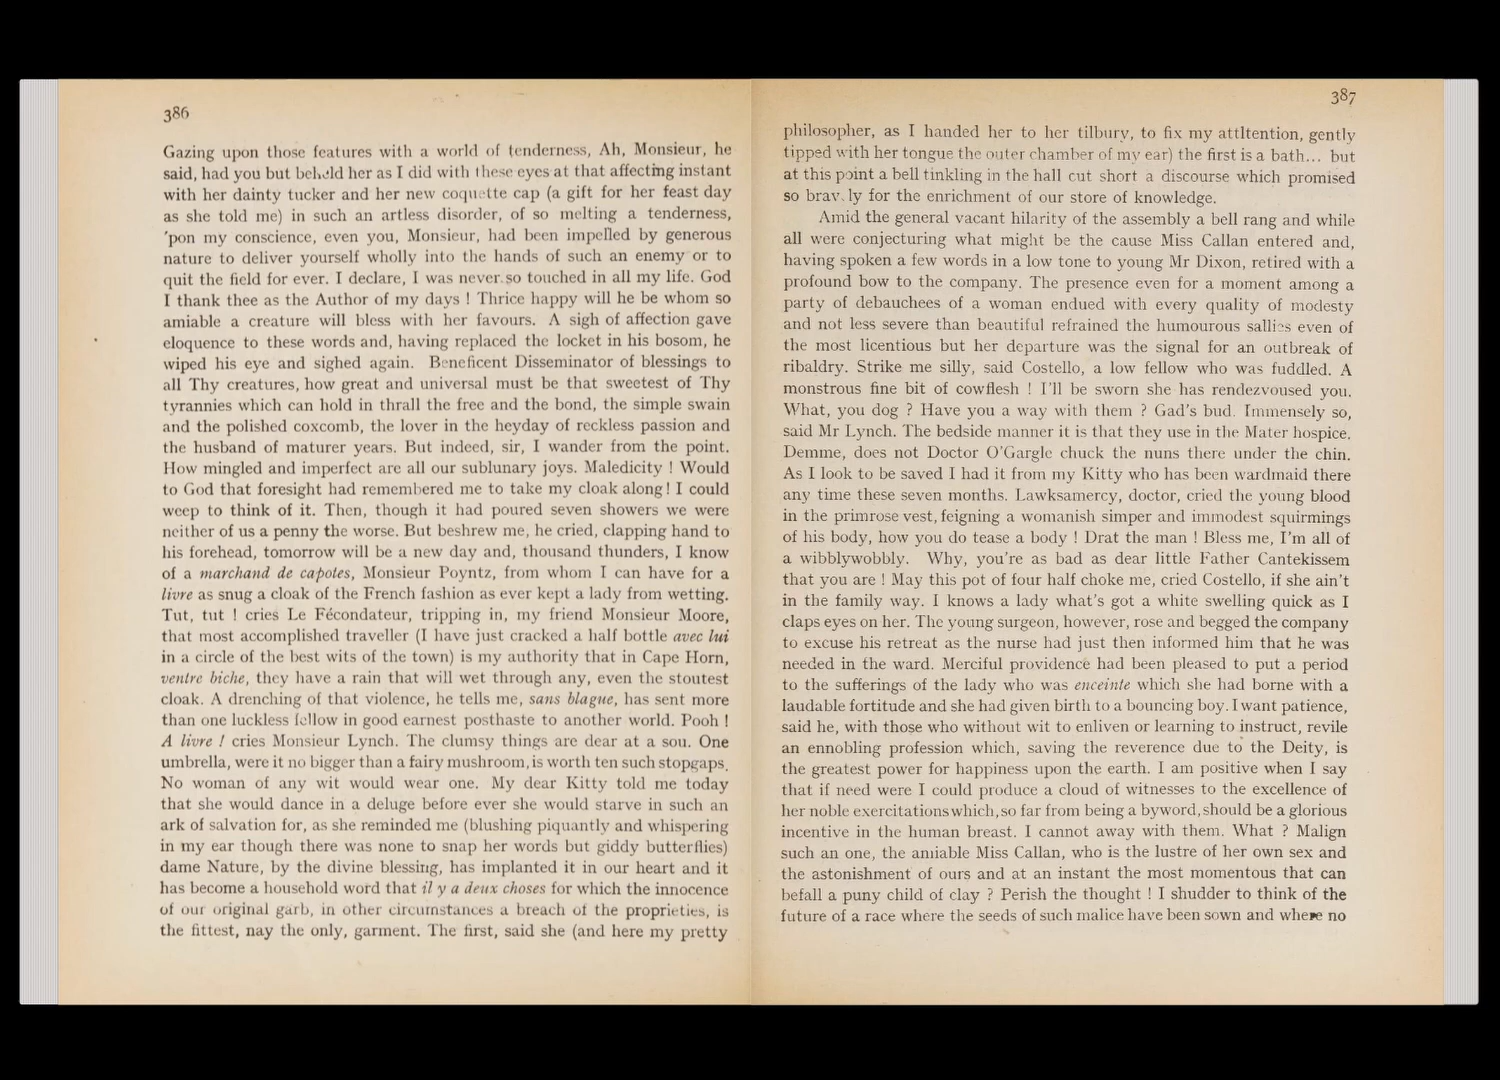 386
Gazing upon those features with a world of tenderness, Ah, Monsieur, he
said, had you but beheld her as I did with these eyes at that affecting instant
with her dainty tucker and her new coquette cap (a gift for her feast day
as she told me) in such an artless disorder, of so melting a tenderness,
'pon my conscience, even you, Monsieur, had been impelled by generous
nature to deliver yourself wholly into the hands of such an enemy or to
quit the field for ever. I declare, I was never so touched in all my life. God
I thank thee as the Author of my days ! Thrice happy will he be whom so
amiable a creature will bless with her favours. A sigh of affection gave
eloquence to these words and, having replaced the locket in his bosom, he
wiped his eye and sighed again. Beneficent Disseminator of blessings to
all Thy creatures, how great and universal must be that sweetest of Thy
tyrannies which can hold in thrall the free and the bond, the simple swain
and the polished coxcomb, the lover in the heyday of reckless passion and
the husband of maturer years. But indeed, sir, I wander from the point.
How mingled and imperfect are all our sublunary joys. Maledicity ! Would
to God that foresight had remembered me to take my cloak along! I could
weep to think of it. Then, though it had poured seven showers we were
neither of us a penny the worse. But beshrew me, he cried, clapping hand to
his forehead, tomorrow will be a new day and, thousand thunders, I know
of a marchand de capotes, Monsieur Poyntz, from whom I can have for a
livre as snug a cloak of the French fashion as ever kept a lady from wetting.
Tut, tut ! cries Le Fécondateur, tripping in, my friend Monsieur Moore,
that most accomplished traveller (I have just cracked a half bottle avec lui
in a circle of the best wits of the town) is my authority that in Cape Horn,
ventre biche, they have a rain that will wet through any, even the stoutest
cloak. A drenching of that violence, he tells me, sans blague, has sent more
than one luckless fellow in good earnest posthaste to another world. Pooh !
A livre ! cries Monsieur Lynch. The clumsy things are dear at a sou. One
umbrella, were it no bigger than a fairy mushroom, is worth ten such stopgaps.
No woman of any wit would wear one. My dear Kitty told me today
that she would dance in a deluge before ever she would starve in such an
ark of salvation for, as she reminded me (blushing piquantly and whispering
in my ear though there was none to snap her words but giddy butterflies)
dame Nature, by the divine blessing, has implanted it in our heart and it
has become a household word that il y a deux choses for which the innocence
of our original garb, in other circumstances a breach of the proprieties, is
the fittest, nay the only, garment. The first, said she (and here my pretty
387
philosopher, as I handed her to her tilbury, to fix my attltention, gently
tipped with her tongue the outer chamber of my ear) the first is a bath... but
at this point a bell tinkling in the hall cut short a discourse which promised
so brav.ly for the enrichment of our store of knowledge.
Amid the general vacant hilarity of the assembly a bell rang and while
all were conjecturing what might be the cause Miss Callan entered and,
having spoken a few words in a low tone to young Mr Dixon, retired with a
profound bow to the company. The presence even for a moment among a
party of debauchees of a woman endued with every quality of modesty
and not less severe than beautiful refrained the humourous sallies even of
the most licentious but her departure was the signal for an outbreak of
ribaldry. Strike me silly, said Costello, a low fellow who was fuddled. A
monstrous fine bit of cowflesh ! I'll be sworn she has rendezvoused you.
What, you dog ? Have you a way with them ? Gad's bud. Immensely so,
said Mr Lynch. The bedside manner it is that they use in the Mater hospice.
Demme, does not Doctor O'Gargle chuck the nuns there under the chin.
As I look to be saved I had it from my Kitty who has been wardmaid there
any time these seven months. Lawksamercy, doctor, cried the young blood
in the primrose vest, feigning a womanish simper and immodest squirmings
of his body, how you do tease a body ! Drat the man ! Bless me, I'm all of
a wibblywobbly. Why, you're as bad as dear little Father Cantekissem
that you are ! May this pot of four half choke me, cried Costello, if she ain't
in the family way. I knows a lady what's got a white swelling quick as I
claps eyes on her. The young surgeon, however, rose and begged the company
to excuse his retreat as the nurse had just then informed him that he was
needed in the ward. Merciful providence had been pleased to put a period
to the sufferings of the lady who was enceinte which she had borne with a
laudable fortitude and she had given birth to a bouncing boy. I want patience,
said he, with those who without wit to enliven or learning to instruct, revile
an ennobling profession which, saving the reverence due to the Deity, is
the greatest power for happiness upon the earth. I am positive when I say
that if need were I could produce a cloud of witnesses to the excellence of
her noble exercitations which, so far from being a byword, should be a glorious
incentive in the human breast. I cannot away with them. What ? Malign
such an one, the amiable Miss Callan, who is the lustre of her own sex and
the astonishment of ours and at an instant the most momentous that can
befall a puny child of clay ? Perish the thought ! I shudder to think of the
future of a race where the seeds of such malice have been sown and where no